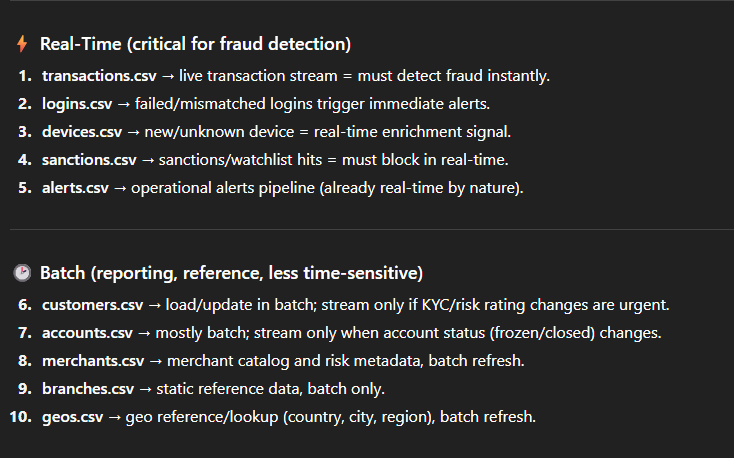 ⚡ Real-Time (critical for fraud detection)
1. transactions.csv → live transaction stream = must detect fraud instantly.
2. logins.csv → failed/mismatched logins trigger immediate alerts.
3. devices.csv → new/unknown device = real-time enrichment signal.
4. sanctions.csv → sanctions/watchlist hits = must block in real-time.
5. alerts.csv → operational alerts pipeline (already real-time by nature).
🕑 Batch (reporting, reference, less time-sensitive)
6. customers.csv → load/update in batch; stream only if KYC/risk rating changes are urgent.
7. accounts.csv → mostly batch; stream only when account status (frozen/closed) changes.
8. merchants.csv → merchant catalog and risk metadata, batch refresh.
9. branches.csv → static reference data, batch only.
10. geos.csv → geo reference/lookup (country, city, region), batch refresh.